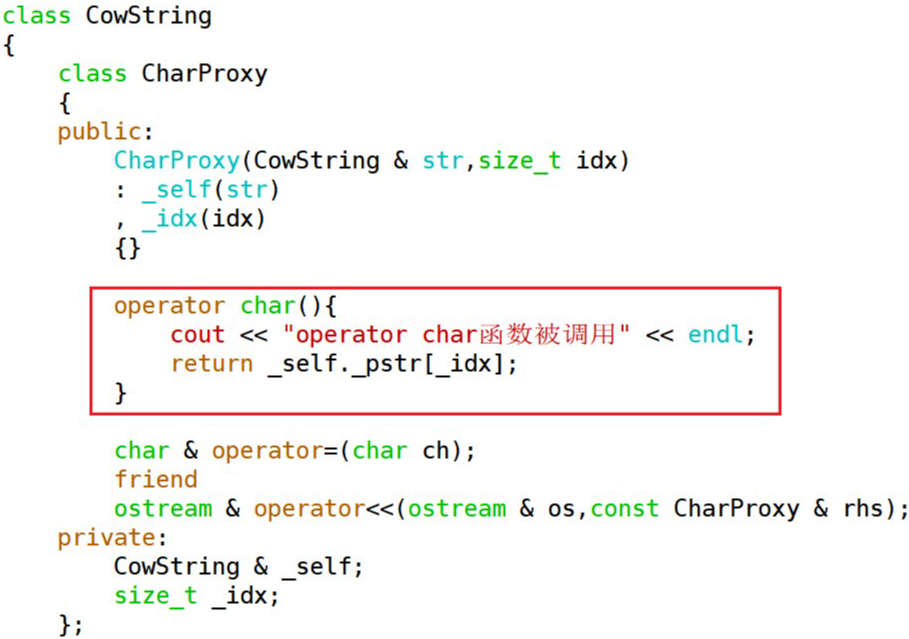 class CowString
{
class CharProxy
{
public:
CharProxy(CowString & str,size_t idx)
: _self(str)
, _idx(idx)
{}
operator char(){
cout << "operator char函数被调用" << endl;
return _self._pstr[_idx];
}
char & operator=(char ch);
friend
ostream & operator<<(ostream & os,const CharProxy & rhs);
private:
CowString & _self;
size_t _idx;
};